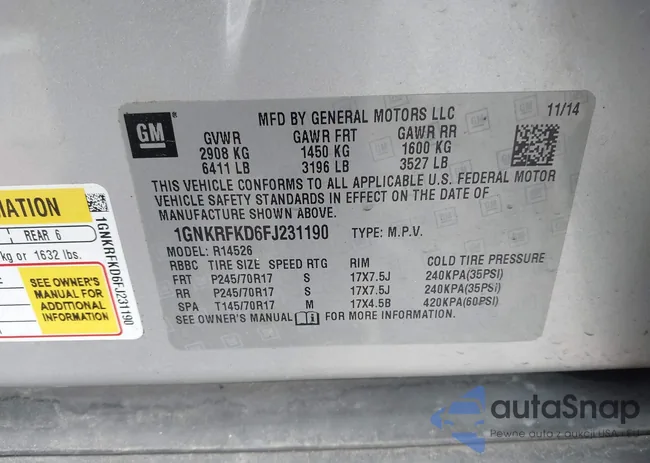 GM
MFD BY GENERAL MOTORS LLC 11/14
GVWR GAWR FRT GAWR RR
2908 KG 1450 KG 1600 KG
6411 LB 3196 LB 3527 LB
THIS VEHICLE CONFORMS TO ALL APPLICABLE U.S. FEDERAL MOTOR
VEHICLE SAFETY STANDARDS IN EFFECT ON THE DATE OF
MANUFACTURE SHOWN ABOVE.
1GNKRFKD6FJ231190 TYPE: M.P.V.
MODEL: R14526
RBBC TIRE SIZE SPEED RTG RIM COLD TIRE PRESSURE
FRT P245/70R17 S 17X7.5J 240KPA(35PSI)
RR P245/70R17 S 17X7.5J 240KPA(35PSI)
SPA T145/70R17 M 17X4.5B 420KPA(60PSI)
SEE OWNER'S MANUAL FOR MORE INFORMATION.
MATION
REAR 6
kg or 1632 lbs.
SEE OWNER'S
MANUAL FOR
ADDITIONAL
INFORMATION
1GNKRFKD6FJ231190
autaSnap
Pewne auto z aukcji USA